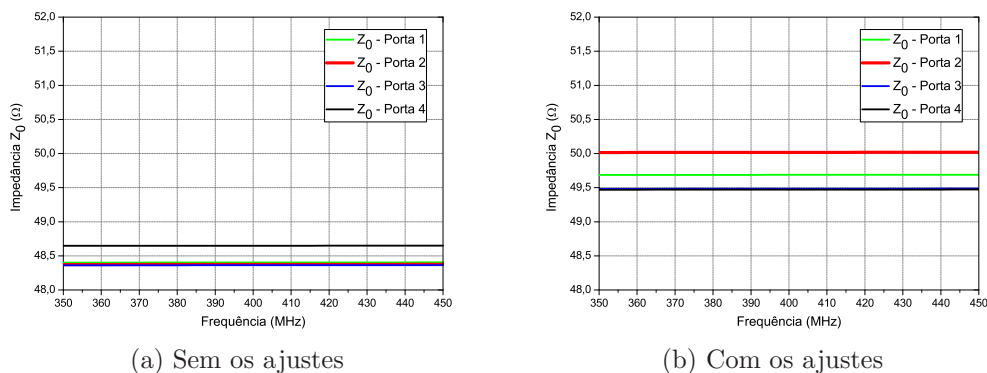 52,0
51,5
51,0
50,5
50,0
49,5
49,0
48,5
48,0
Impedância Z0 (Ω)
Z0 - Porta 1
Z0 - Porta 2
Z0 - Porta 3
Z0 - Porta 4
350 360 370 380 390 400 410 420 430 440 450
Frequência (MHz)
(a) Sem os ajustes
52,0
51,5
51,0
50,5
50,0
49,5
49,0
48,5
48,0
Impedância Z0 (Ω)
Z0 - Porta 1
Z0 - Porta 2
Z0 - Porta 3
Z0 - Porta 4
350 360 370 380 390 400 410 420 430 440 450
Frequência (MHz)
(b) Com os ajustes